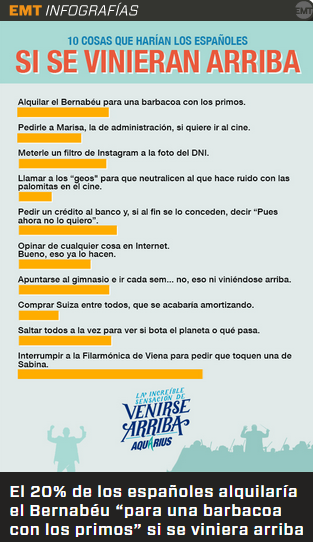 EMT INFOGRAFÍAS
EMT
10 COSAS QUE HARÍAN LOS ESPAÑOLES
SI SE VINIERAN ARRIBA
Alquilar el Bernabéu para una barbacoa con los primos.
Pedirle a Marisa, la de administración, si quiere ir al cine.
Meterle un filtro de Instagram a la foto del DNI.
Llamar a los “geos” para que neutralicen al que hace ruido con las
palomitas en el cine.
Pedir un crédito al banco y, si al fin se lo conceden, decir “Pues
ahora no lo quiero”.
Opinar de cualquier cosa en Internet.
Bueno, eso ya lo hacen.
Apuntarse al gimnasio e ir cada sem... no, eso ni viniéndose arriba.
Comprar Suiza entre todos, que se acabaría amortizando.
Saltar todos a la vez para ver si bota el planeta o qué pasa.
Interrumpir a la Filarmónica de Viena para pedir que toquen una de
Sabina.
LA INCREÍBLE
SENSACIÓN DE
VENIRSE
ARRIBA
AQUARIUS
El 20% de los españoles alquilaría
el Bernabéu “para una barbacoa
con los primos” si se viniera arriba